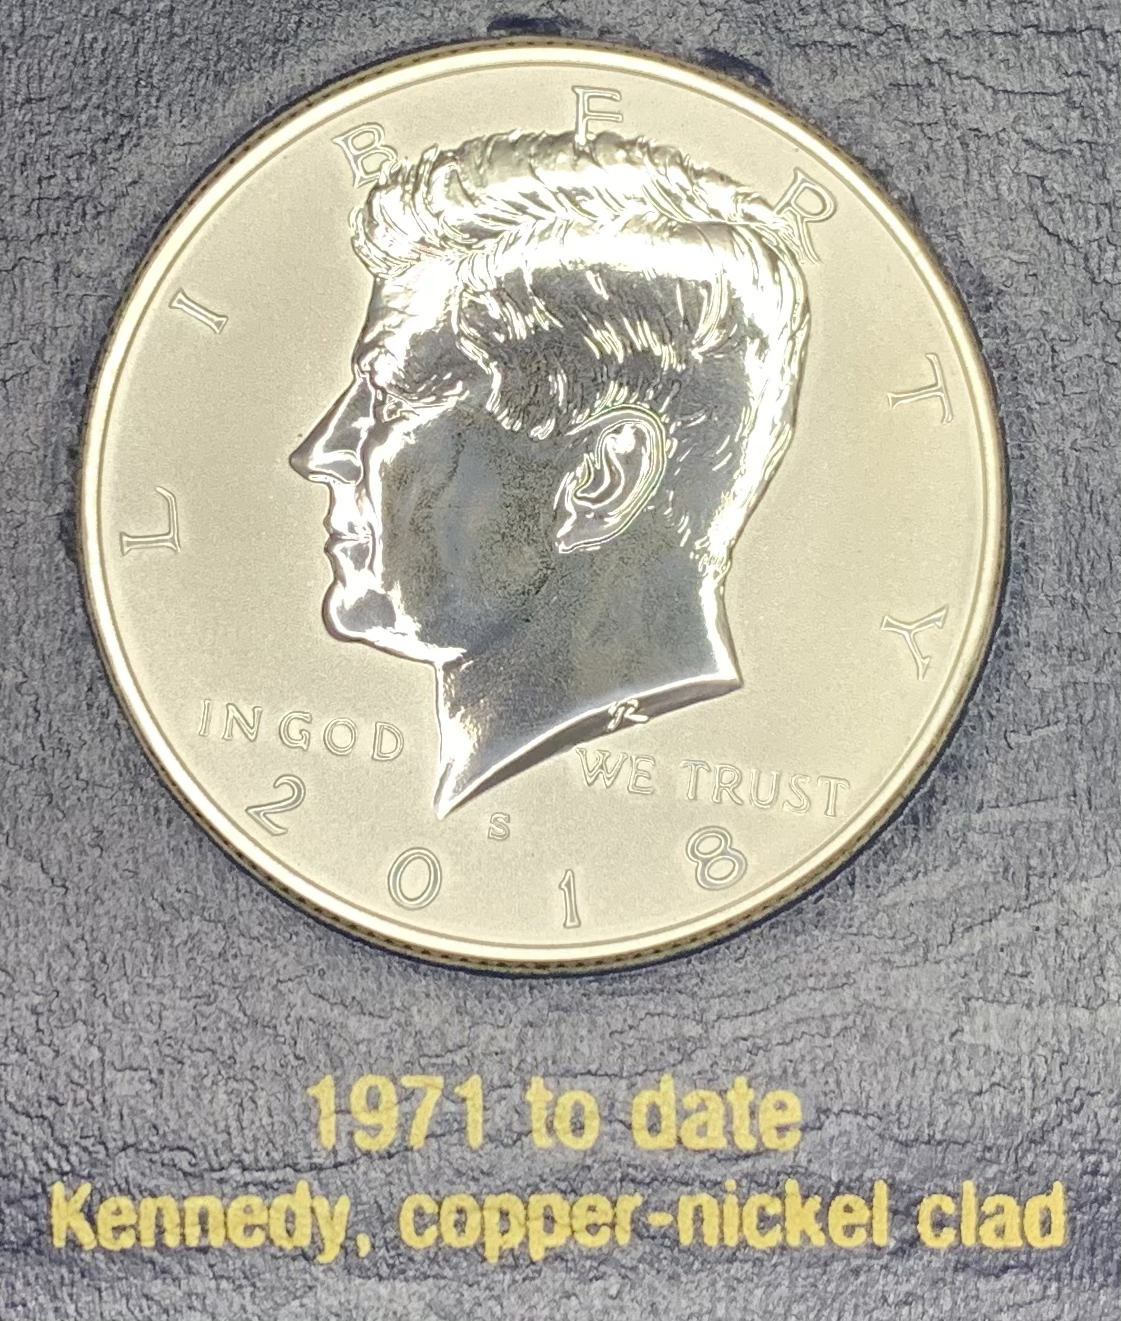 LIBERTY
IN GOD WE TRUST
S
2018
1971 to date
Kennedy, copper-nickel clad